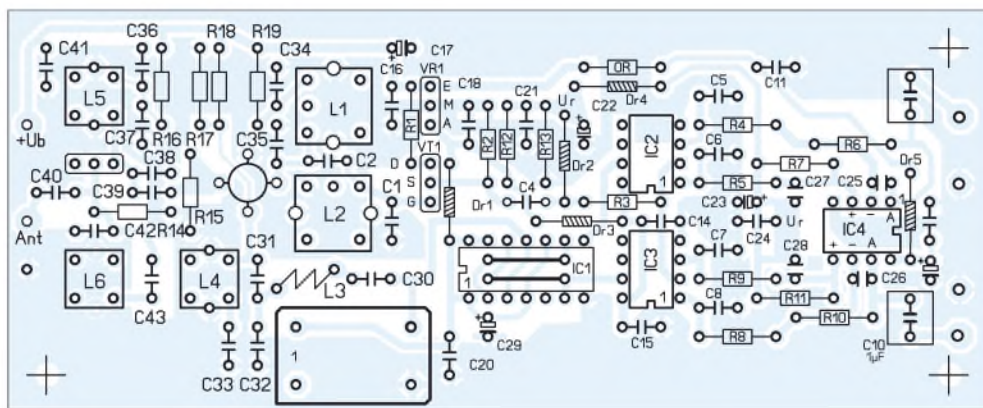 C41
C36
R18
R19
C34
C17
C16
VR1
E
M
A
C18
C21
Ur
C22
0R
Dr4
C5
C11
L5
L1
R1
R2
R12
R13
Dr2
IC2
1
R4
R6
+Ub
C37
R16
R17
C35
C2
VT1
D
S
G
C6
R7
Dr5
C38
C40
C39
R15
L2
C1
Dr1
C4
R3
R5
C27
C25
C23
C14
Ur
C24
1
+ - A
IC4
+ - A
Ant
C42
R14
Dr3
C7
C28
C31
L6
L4
L3
C30
1
IC1
IC3
1
R9
C26
C43
C8
R11
R10
C29
C15
R8
C10
1µF
C33
C32
1
C20